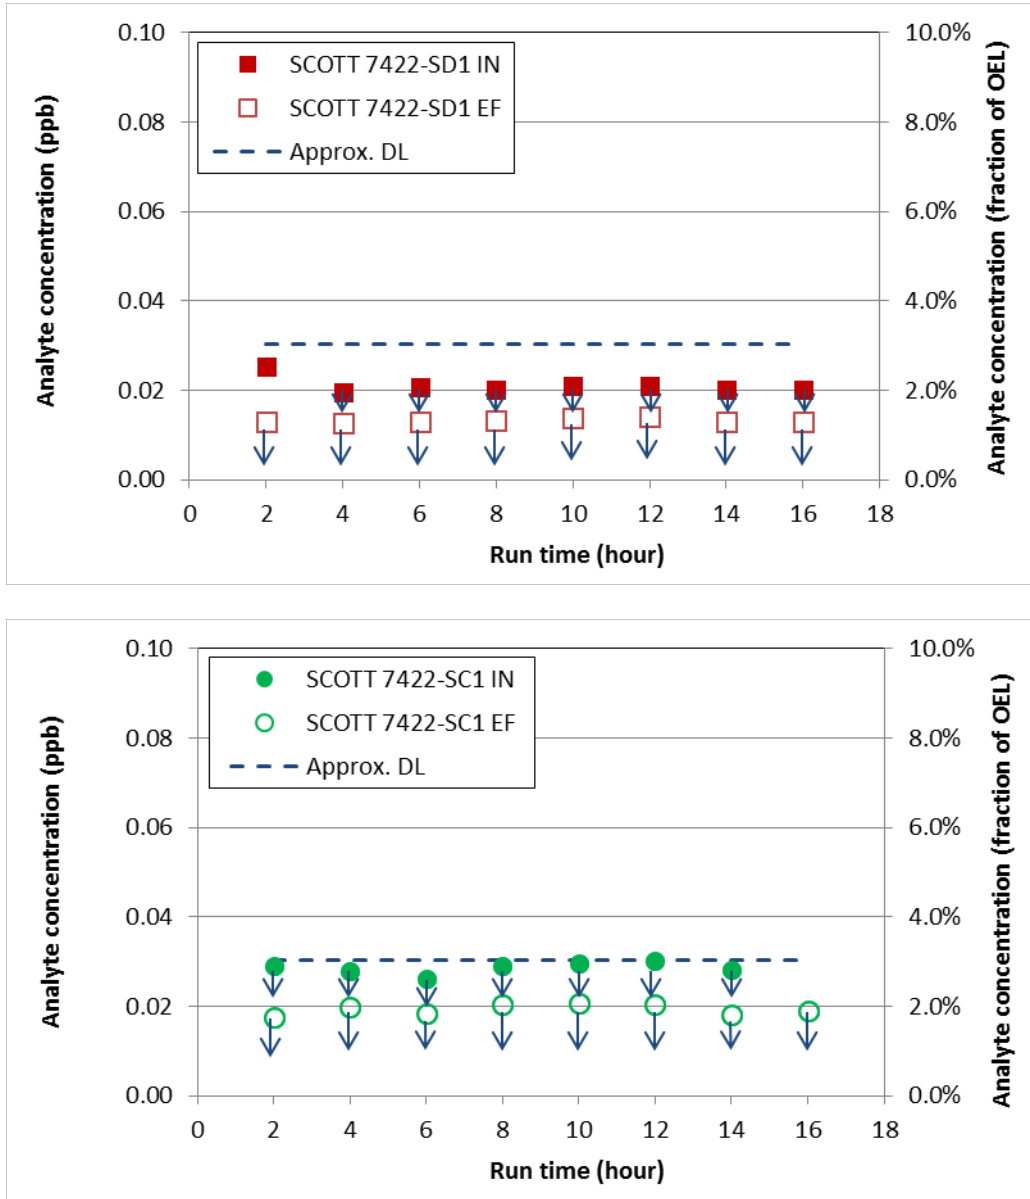 0.10
0.08
0.06
0.04
0.02
0.00
Analyte concentration (ppb)
SCOTT 7422-SD1 IN
SCOTT 7422-SD1 EF
Approx. DL
10.0%
8.0%
6.0%
4.0%
2.0%
0.0%
Analyte concentration (fraction of OEL)
0 2 4 6 8 10 12 14 16 18
Run time (hour)
0.10
0.08
0.06
0.04
0.02
0.00
Analyte concentration (ppb)
SCOTT 7422-SC1 IN
SCOTT 7422-SC1 EF
Approx. DL
10.0%
8.0%
6.0%
4.0%
2.0%
0.0%
Analyte concentration (fraction of OEL)
0 2 4 6 8 10 12 14 16 18
Run time (hour)